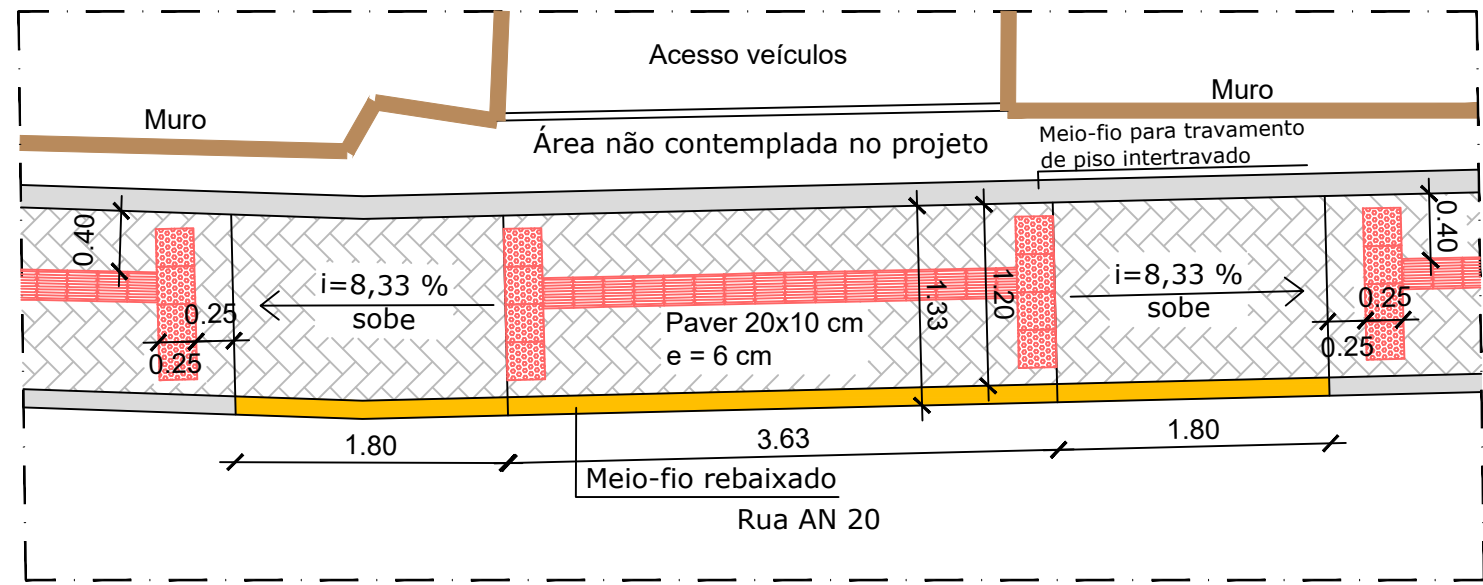 Acesso veículos
Muro
Muro
Área não contemplada no projeto
Meio-fio para travamento
de piso intertravado
0.40
0.40
i=8,33 %
sobe
1.33
1.20
i=8,33 %
sobe
0.25
0.25
Paver 20x10 cm
e = 6 cm
0.25
0.25
1.80
3.63
1.80
Meio-fio rebaixado
Rua AN 20